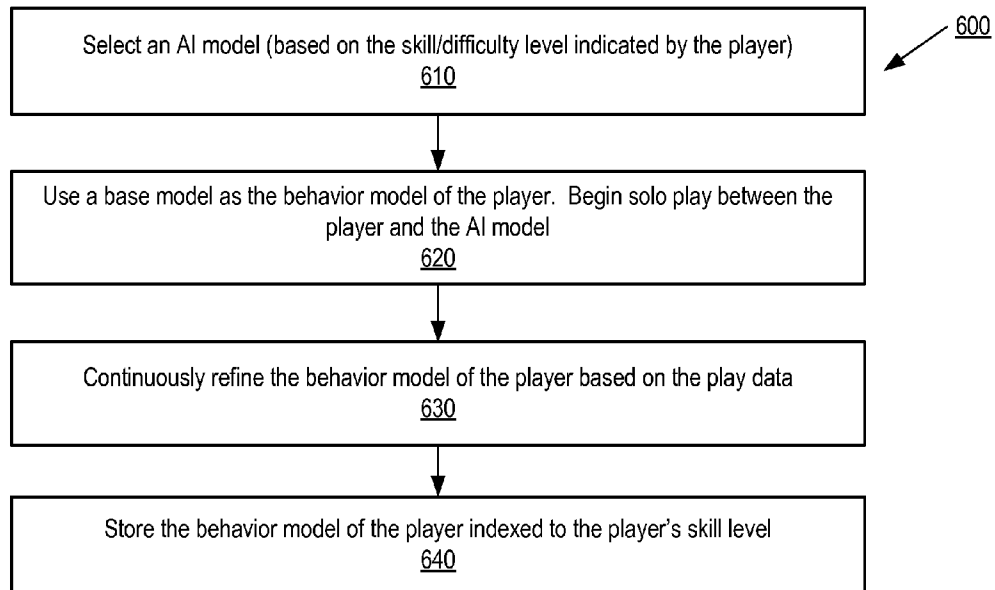 600
Select an AI model (based on the skill/difficulty level indicated by the player)
610
Use a base model as the behavior model of the player. Begin solo play between the
player and the AI model
620
Continuously refine the behavior model of the player based on the play data
630
Store the behavior model of the player indexed to the player's skill level
640